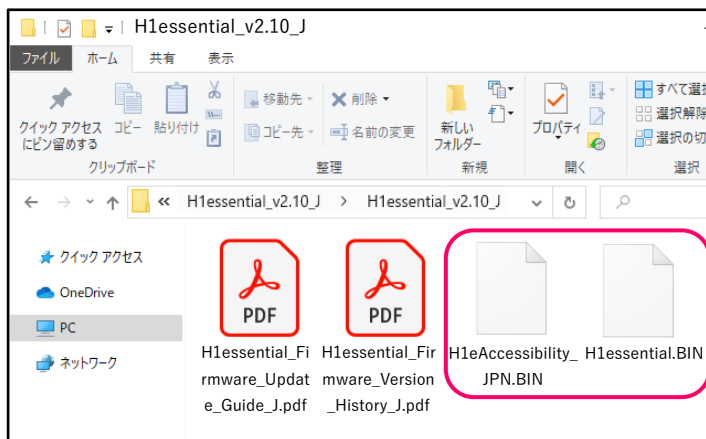 H1essential_v2.10_J
ファイル ホーム 共有 表示
クイック アクセス
にピン留めする
コピー
貼り付け
移動先
コピー先
削除
名前の変更
新しい
フォルダー
プロパティ
すべて選択
選択解除
選択の切
クリップボード 整理 新規 開く 選択
« H1essential_v2.10_J > H1essential_v2.10_J
クイック アクセス
OneDrive
PC
ネットワーク
PDF
H1essential_Fi
rmware_Updat
e_Guide_J.pdf
PDF
H1essential_Fir
mware_Version
_History_J.pdf
H1eAccessibility_
JPN.BIN
H1essential.BIN